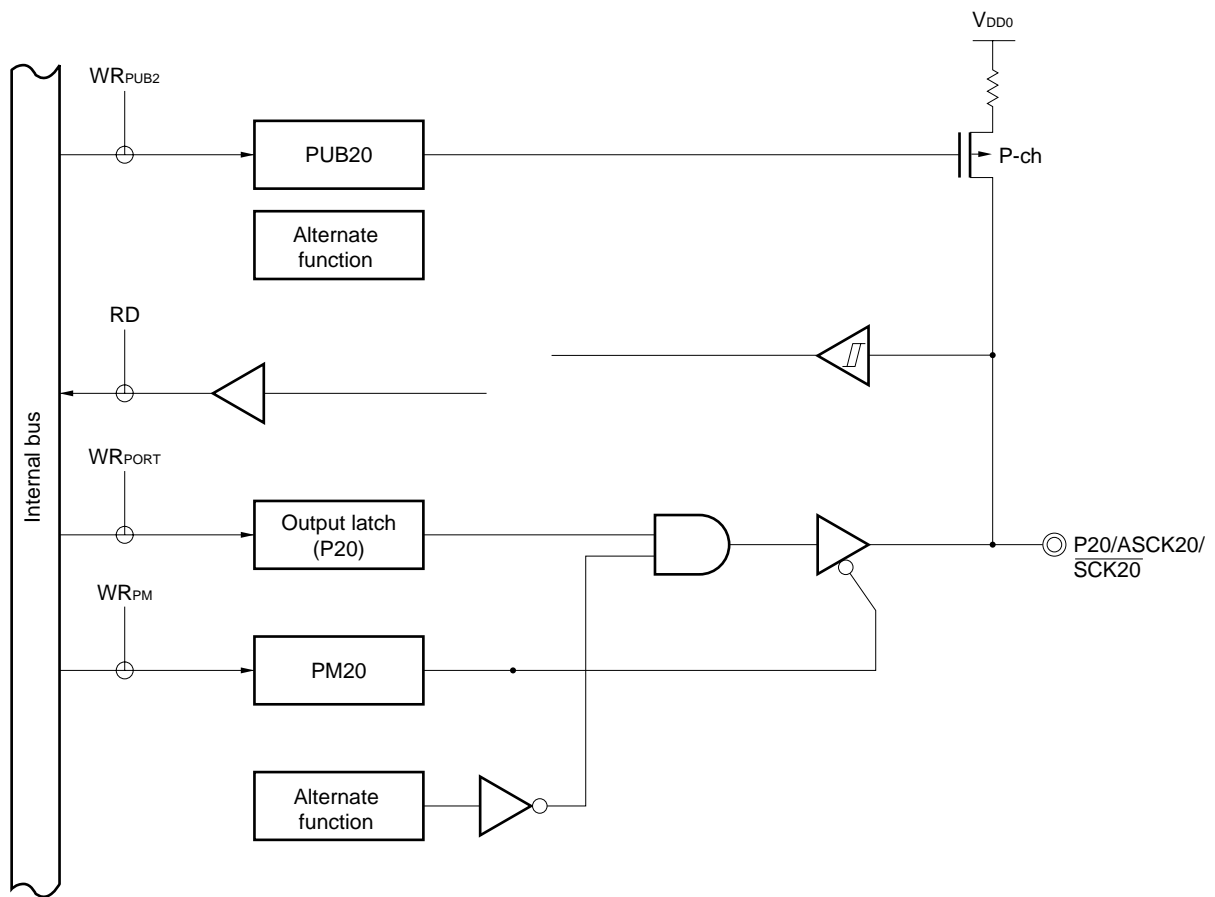 VDD0
WRPUB2
PUB20
P-ch
Alternate
function
RD
Internal bus
WRPORT
Output latch
(P20)
P20/ASCK20/
SCK20
WRPM
PM20
Alternate
function